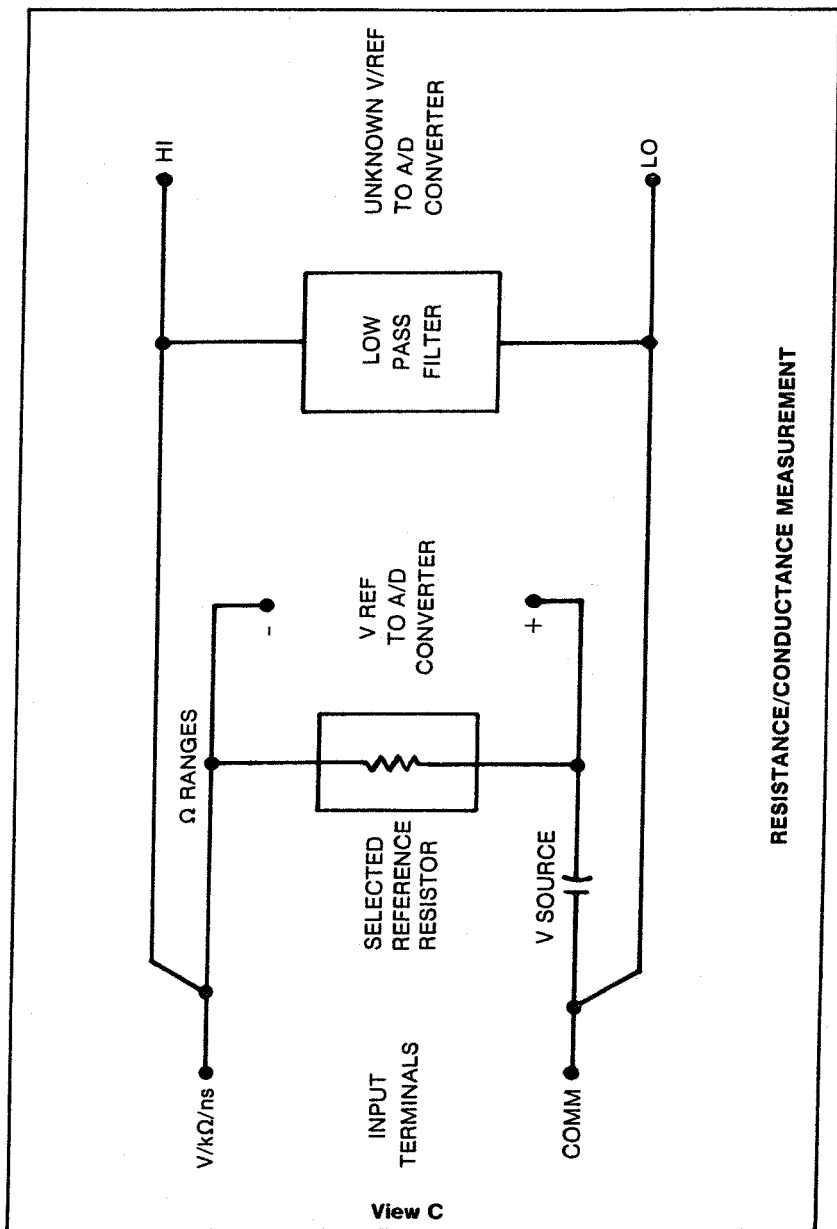 V/kΩ/ns
INPUT
TERMINALS
COMM
Ω RANGES
SELECTED
REFERENCE
RESISTOR
V SOURCE
-
V REF
TO A/D
CONVERTER
+
LOW
PASS
FILTER
HI
UNKNOWN V/REF
TO A/D
CONVERTER
LO
RESISTANCE/CONDUCTANCE MEASUREMENT
View C